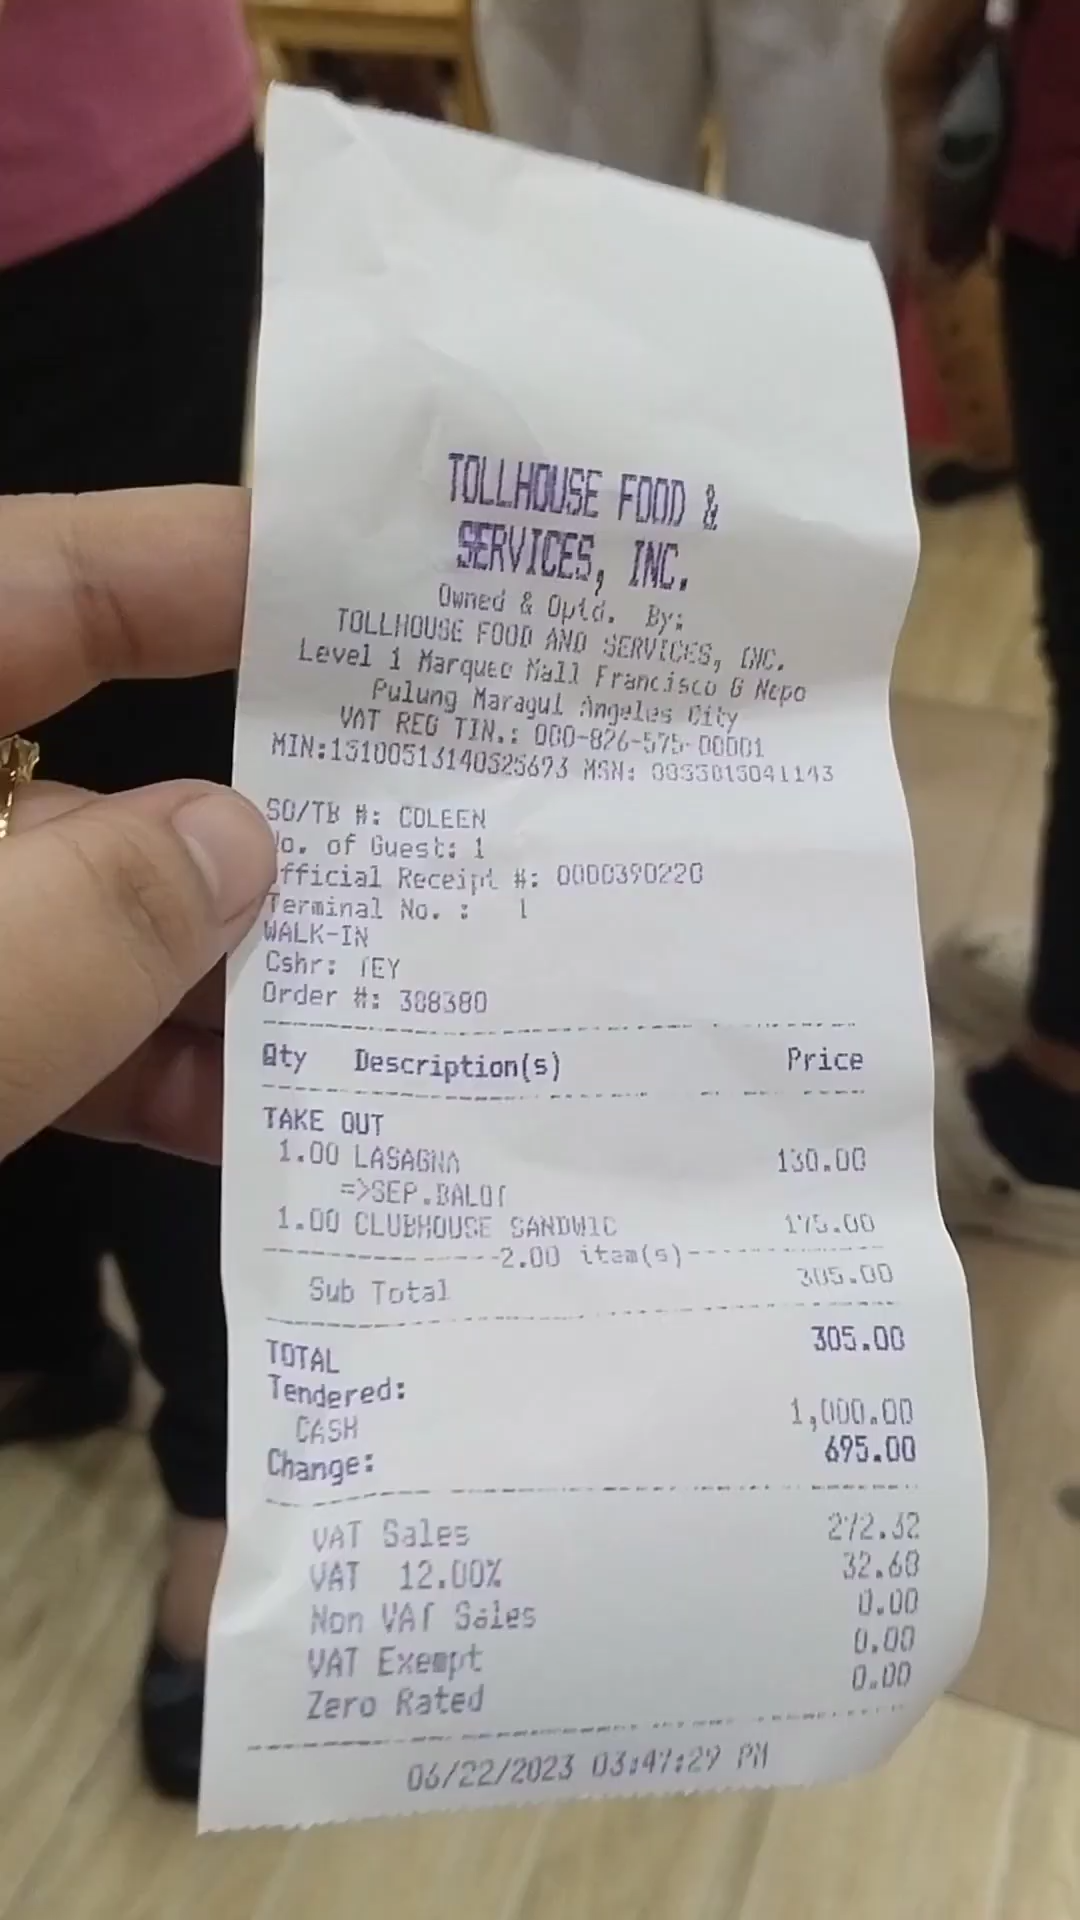 TOLLHOUSE FOOD &
SERVICES, INC.
Owned & Optd. By:
TOLLHOUSE FOOD AND SERVICES, INC.
Level 1 Marquee Mall Francisco G Nepo
Pulung Maragul Angeles City
VAT REG TIN.: 000-826-575-00001
MIN:13100513140525693 MSN: 0033013041143
SO/TB #: COLEEN
No. of Guest: 1
Official Receipt #: 0000390220
Terminal No. : 1
WALK-IN
Cshr: TEY
Order #: 308380
Qty Description(s) Price
TAKE OUT
1.00 LASAGNA 130.00
=>SEP.BALOT
1.00 CLUBHOUSE SANDWIC 175.00
2.00 item(s)
Sub Total 305.00
TOTAL 305.00
Tendered:
CASH 1,000.00
Change: 695.00
VAT Sales 272.32
VAT 12.00% 32.68
Non VAT Sales 0.00
VAT Exempt 0.00
Zero Rated 0.00
06/22/2023 03:47:29 PM